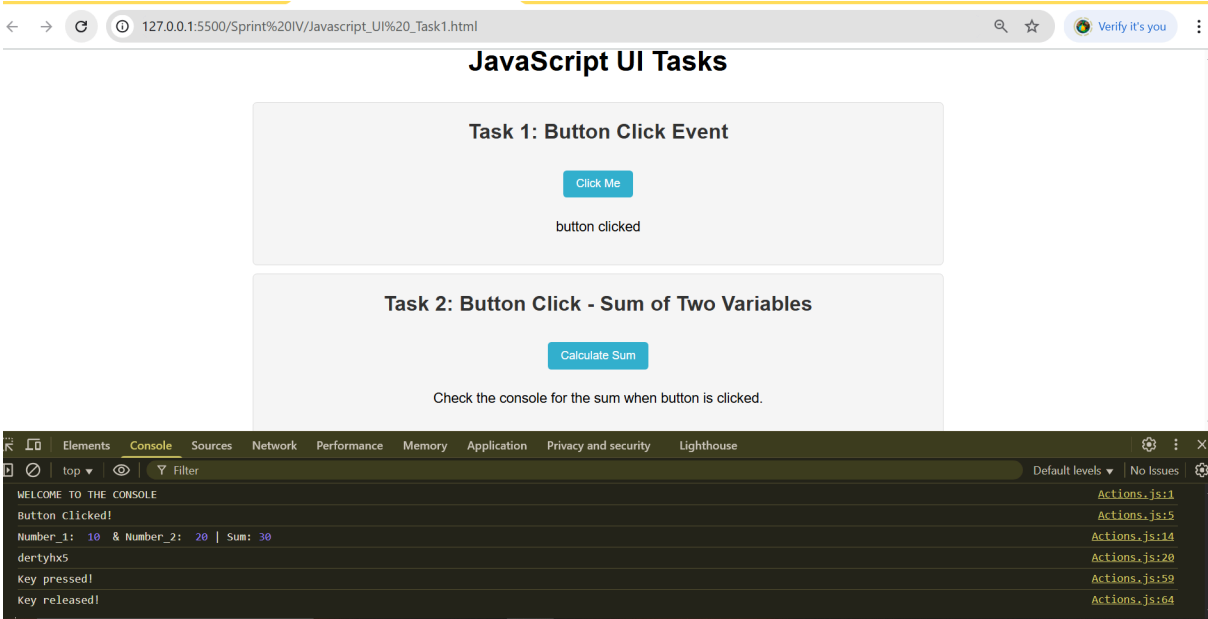 127.0.0.1:5500/Sprint%20IV/Javascript_UI%20_Task1.html Verify it's you
JavaScript UI Tasks
Task 1: Button Click Event
Click Me
button clicked
Task 2: Button Click - Sum of Two Variables
Calculate Sum
Check the console for the sum when button is clicked.
Elements Console Sources Network Performance Memory Application Privacy and security Lighthouse
top Filter Default levels No Issues
WELCOME TO THE CONSOLE Actions.js:1
Button Clicked! Actions.js:5
Number_1: 10 & Number_2: 20 | Sum: 30 Actions.js:14
dertyhx5 Actions.js:20
Key pressed! Actions.js:59
Key released! Actions.js:64